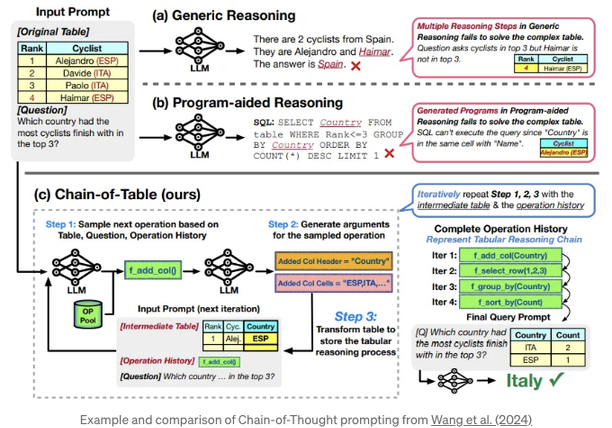 Input Prompt
[Original Table]
Rank Cyclist
1 Alejandro (ESP)
2 Davide (ITA)
3 Paolo (ITA)
4 Haimar (ESP)
[Question]
Which country had the
most cyclists finish with in
the top 3?
(a) Generic Reasoning
LLM
There are 2 cyclists from Spain.
They are Alejandro and Haimar.
The answer is Spain. ✕
Multiple Reasoning Steps in Generic
Reasoning fails to solve the complex table.
Question asks cyclists in top 3 but Haimar is
not in top 3.
Rank Cyclist
4 Haimar (ESP)
(b) Program-aided Reasoning
LLM
SQL: SELECT Country FROM
table WHERE Rank<=3 GROUP
BY Country ORDER BY
COUNT(*) DESC LIMIT 1 ✕
Generated Programs in Program-aided
Reasoning fails to solve the complex table.
SQL can't execute the query since "Country" is
in the same cell with "Name".
Cyclist
Alejandro (ESP)
(c) Chain-of-Table (ours)
Iteratively repeat Step 1, 2, 3 with the
intermediate table & the operation history
Step 1: Sample next operation based on
Table, Question, Operation History
LLM
OP
Pool
f_add_col()
Step 2: Generate arguments
for the sampled operation
LLM
Added Col Header = "Country"
Added Col Cells = "ESP,ITA,..."
Step 3:
Transform table to
store the tabular
reasoning process
Input Prompt (next iteration)
[Intermediate Table]
Rank Cyc. Country
1 Alej. ESP
[Operation History] f_add_col()
[Question] Which country ... in the top 3?
Complete Operation History
Represent Tabular Reasoning Chain
Iter 1: f_add_col(Country)
Iter 2: f_select_row(1,2,3)
Iter 3: f_group_by(Country)
Iter 4: f_sort_by(Count)
Final Query Prompt
[Q] Which country had
the most cyclists finish
with in the top 3?
Country Count
ITA 2
ESP 1
LLM
Italy ✓
Example and comparison of Chain-of-Thought prompting from Wang et al. (2024)